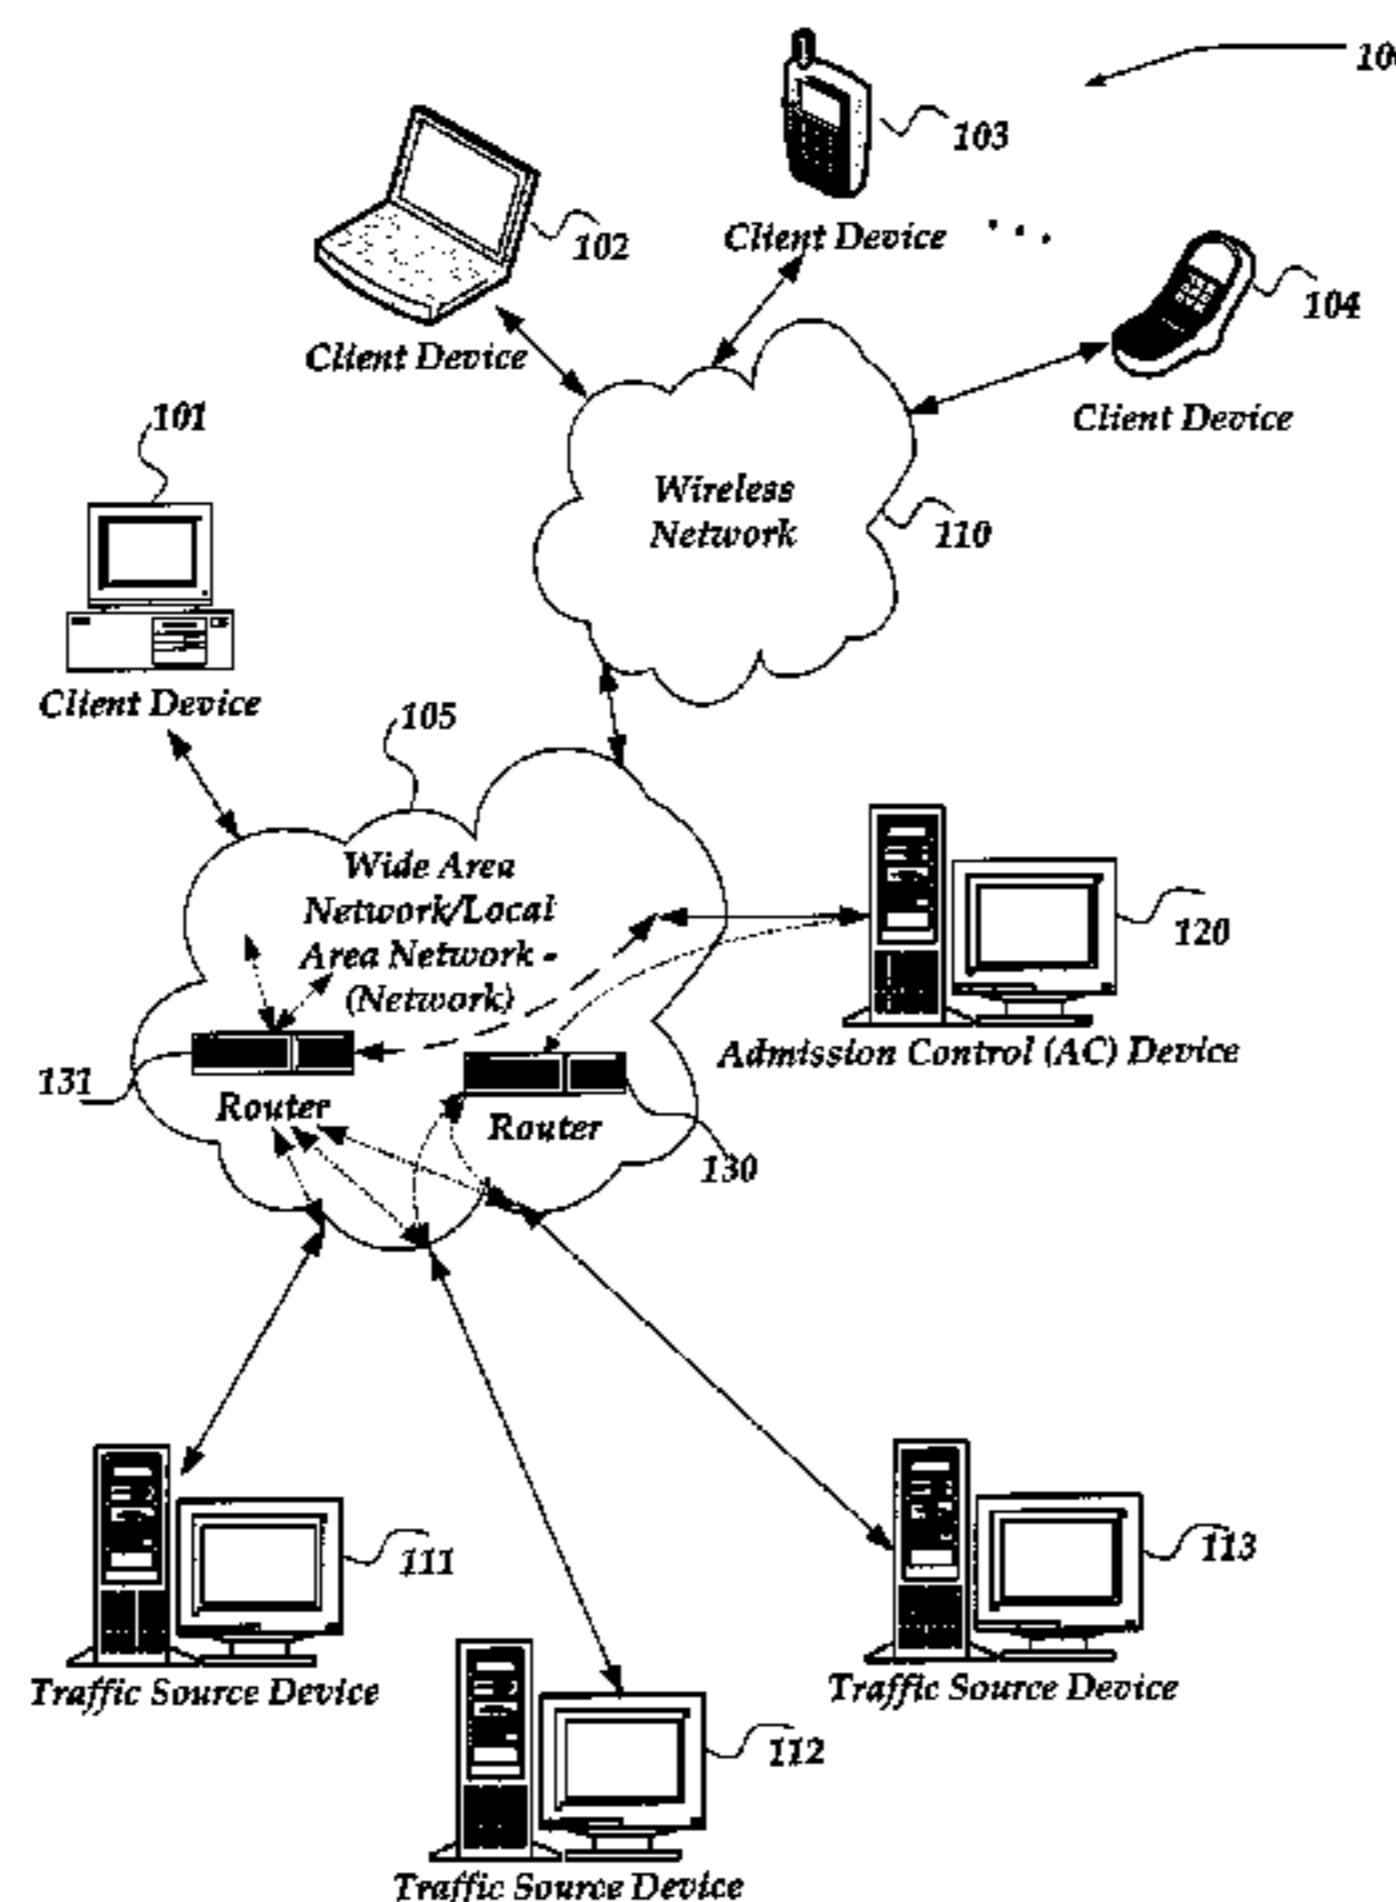 103
102
Client Device . . .
104
Client Device
Client Device
101
Wireless
Network
110
Client Device
105
Wide Area
Network/Local
Area Network -
(Network)
120
Admission Control (AC) Device
131
Router
Router
130
111
113
Traffic Source Device
Traffic Source Device
112
Traffic Source Device